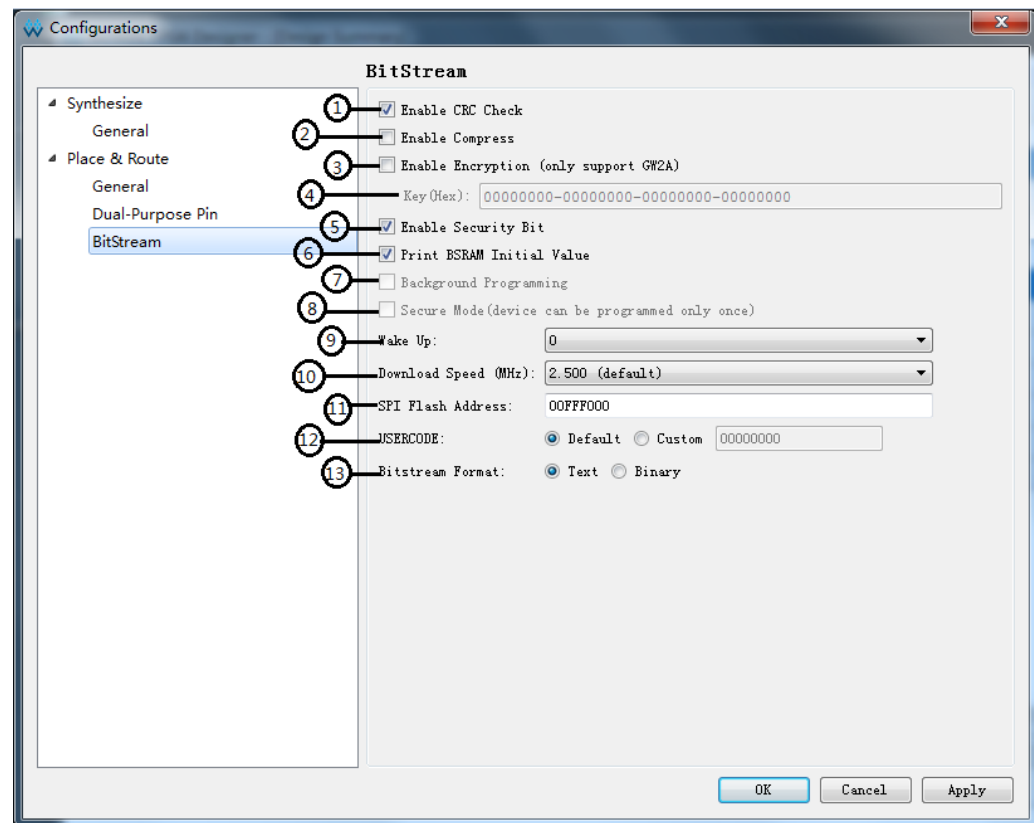 Configurations
BitStream
Synthesize
General
Place & Route
General
Dual-Purpose Pin
BitStream
1 Enable CRC Check
2 Enable Compress
3 Enable Encryption (only support GW2A)
4 Key(Hex): 00000000-00000000-00000000-00000000
5 Enable Security Bit
6 Print BSRAM Initial Value
7 Background Programming
8 Secure Mode(device can be programmed only once)
9 Wake Up: 0
10 Download Speed (MHz): 2.500 (default)
11 SPI Flash Address: 00FFF000
12 USERCODE: Default Custom 00000000
13 Bitstream Format: Text Binary
OK Cancel Apply